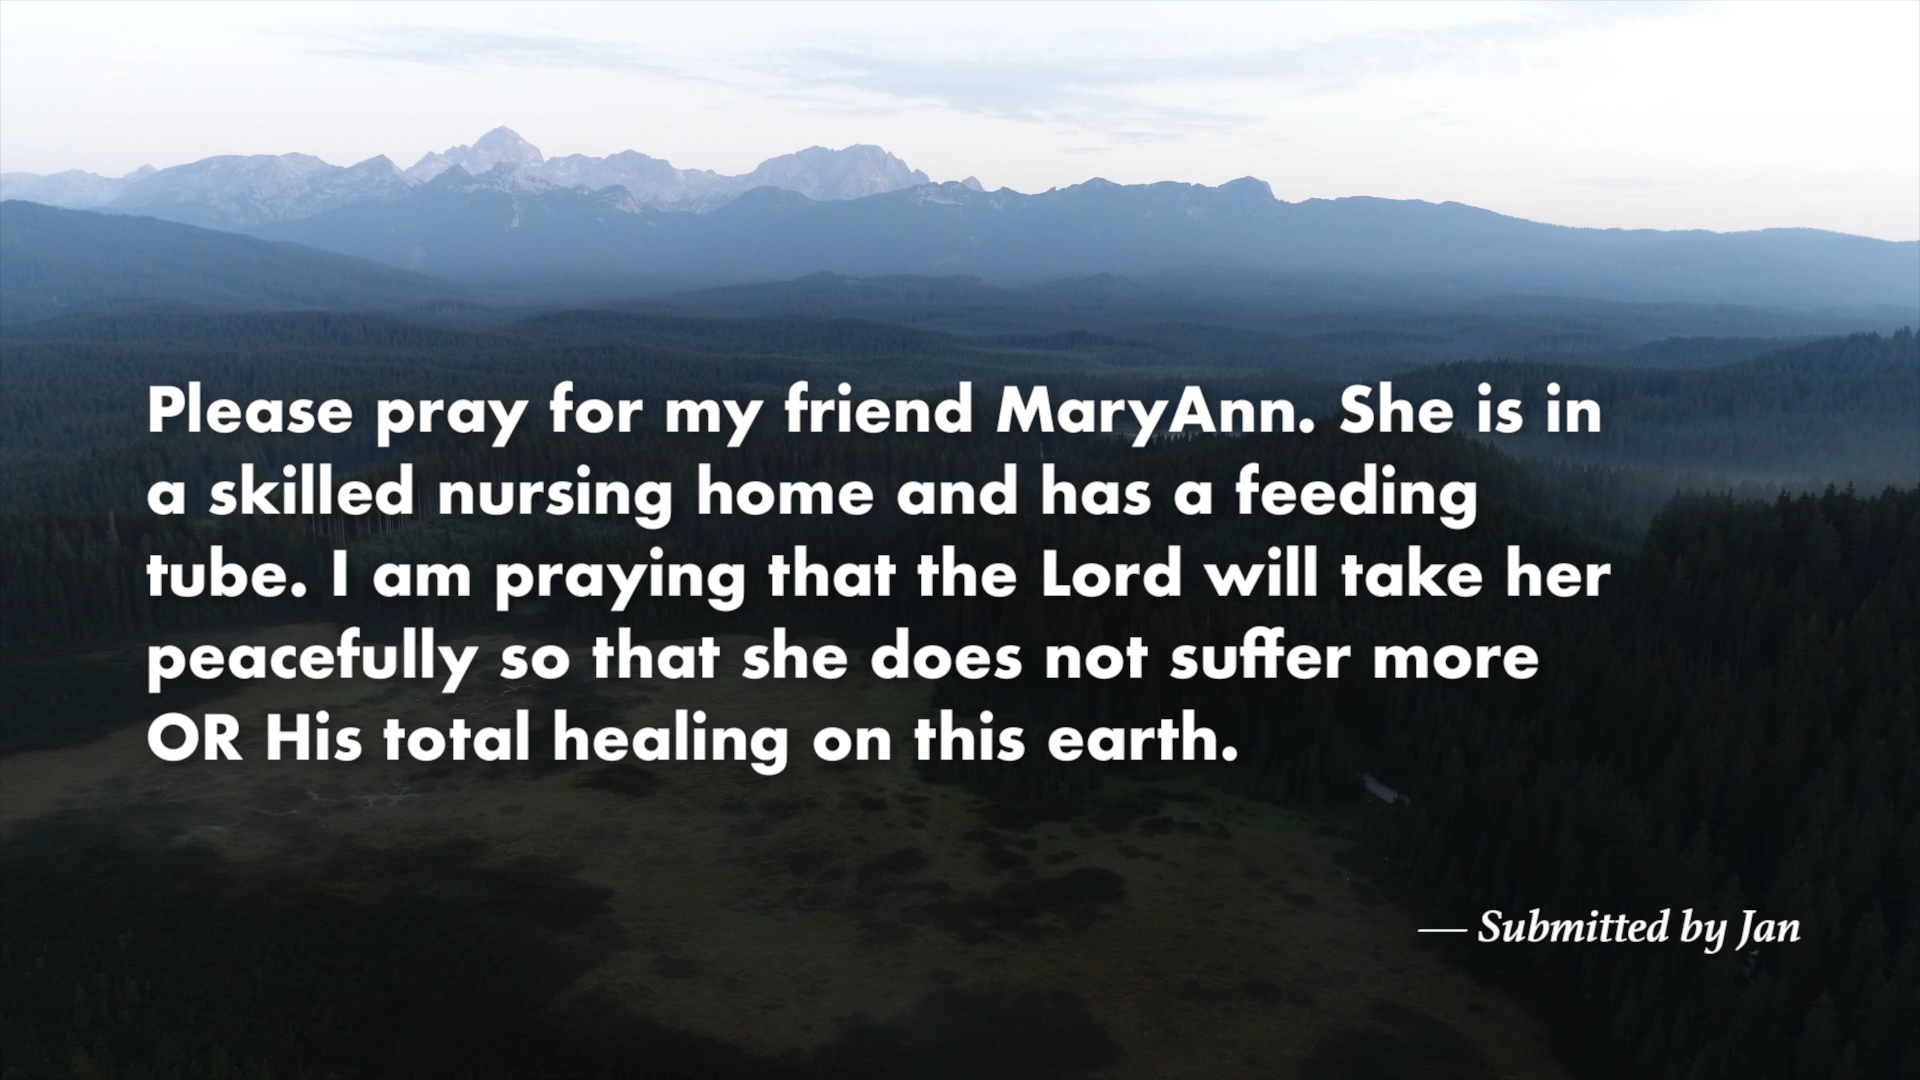 Please pray for my friend MaryAnn. She is in
a skilled nursing home and has a feeding
tube. I am praying that the Lord will take her
peacefully so that she does not suffer more
OR His total healing on this earth.
— Submitted by Jan